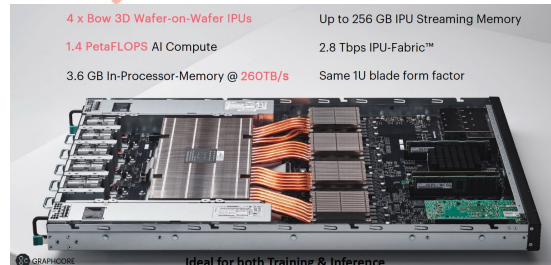 4 x Bow 3D Wafer-on-Wafer IPUs
1.4 PetaFLOPS AI Compute
3.6 GB In-Processor-Memory @ 260TB/s
Up to 256 GB IPU Streaming Memory
2.8 Tbps IPU-Fabric™
Same 1U blade form factor
GRAPHCORE
Ideal for both Training & Inference